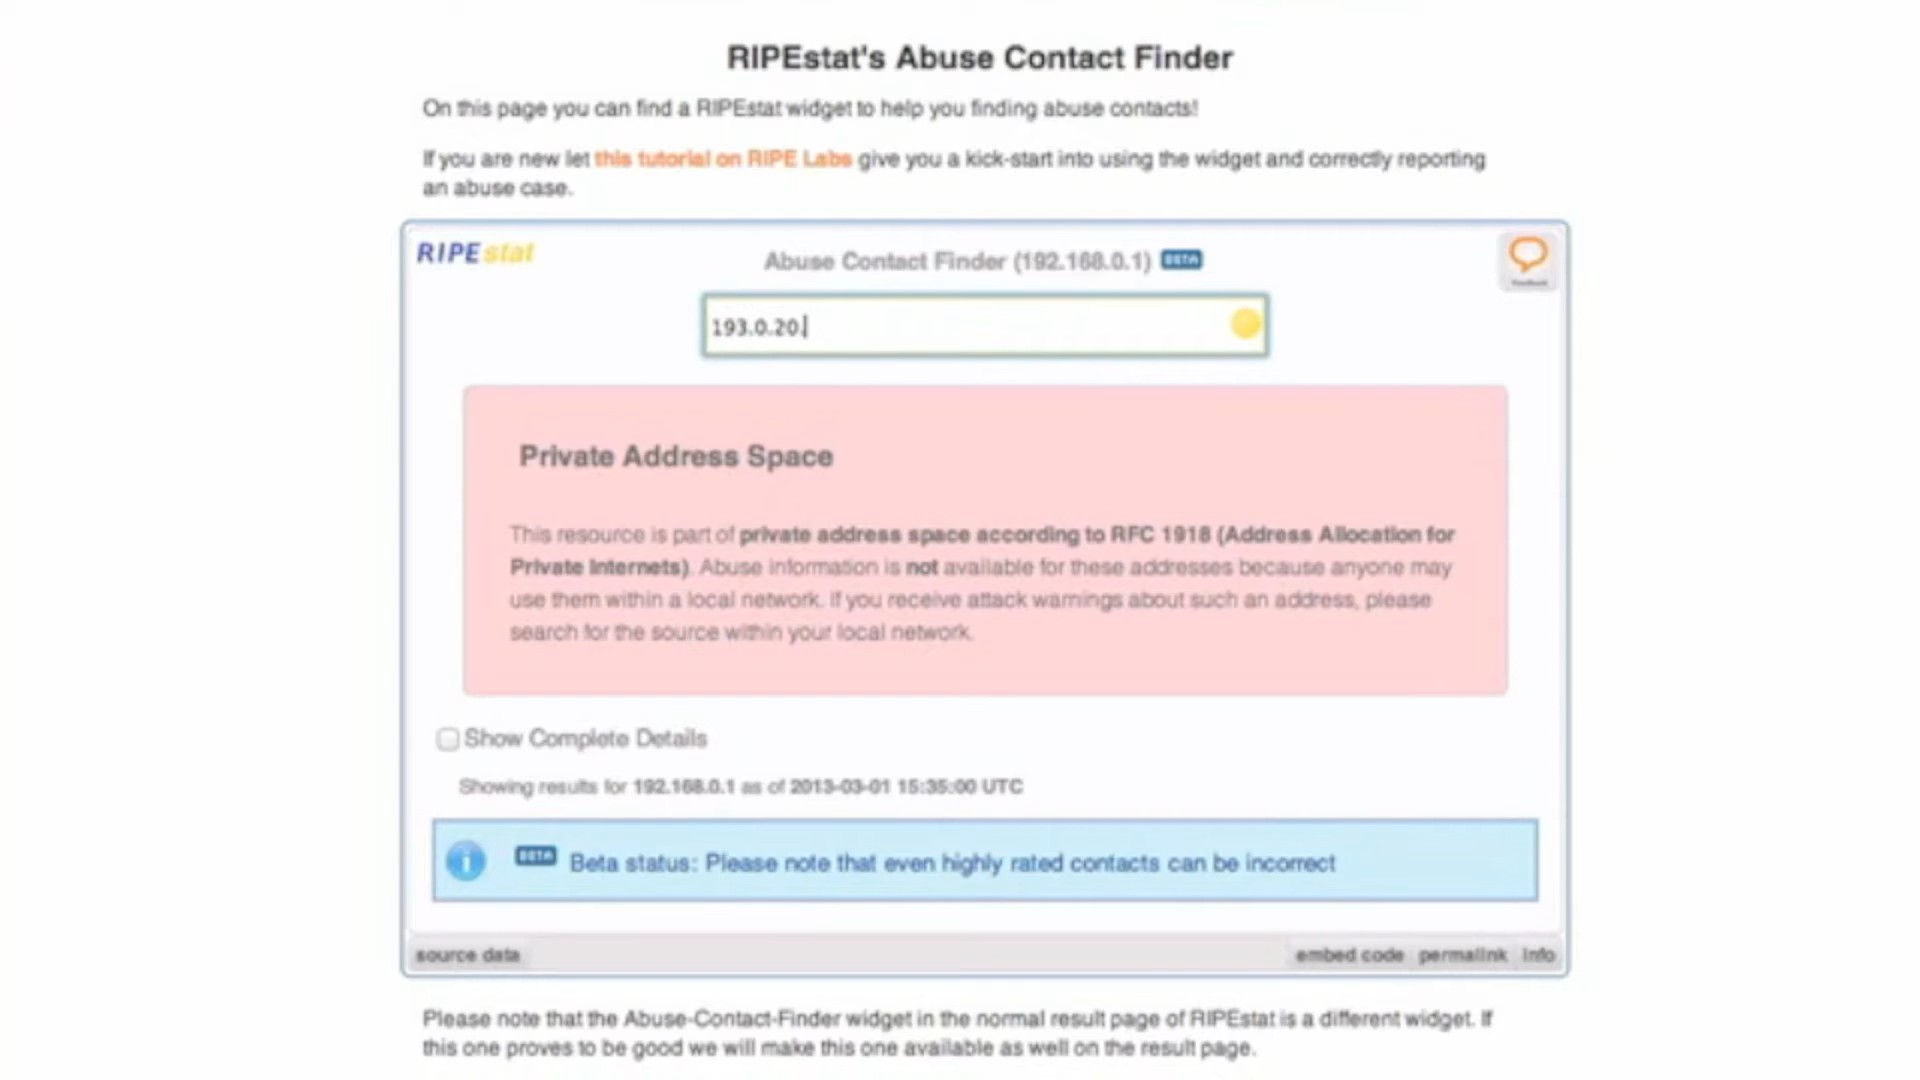 RIPEstat's Abuse Contact Finder
On this page you can find a RIPEstat widget to help you finding abuse contacts!
If you are new let this tutorial on RIPE Labs give you a kick-start into using the widget and correctly reporting
an abuse case.
RIPEstat
Abuse Contact Finder (192.168.0.1) BETA
Feedback
193.0.20.
Private Address Space
This resource is part of private address space according to RFC 1918 (Address Allocation for
Private Internets). Abuse information is not available for these addresses because anyone may
use them within a local network. If you receive attack warnings about such an address, please
search for the source within your local network.
Show Complete Details
Showing results for 192.168.0.1 as of 2013-03-01 15:35:00 UTC
BETA Beta status: Please note that even highly rated contacts can be incorrect
source data
embed code permalink info
Please note that the Abuse-Contact-Finder widget in the normal result page of RIPEstat is a different widget. If
this one proves to be good we will make this one available as well on the result page.